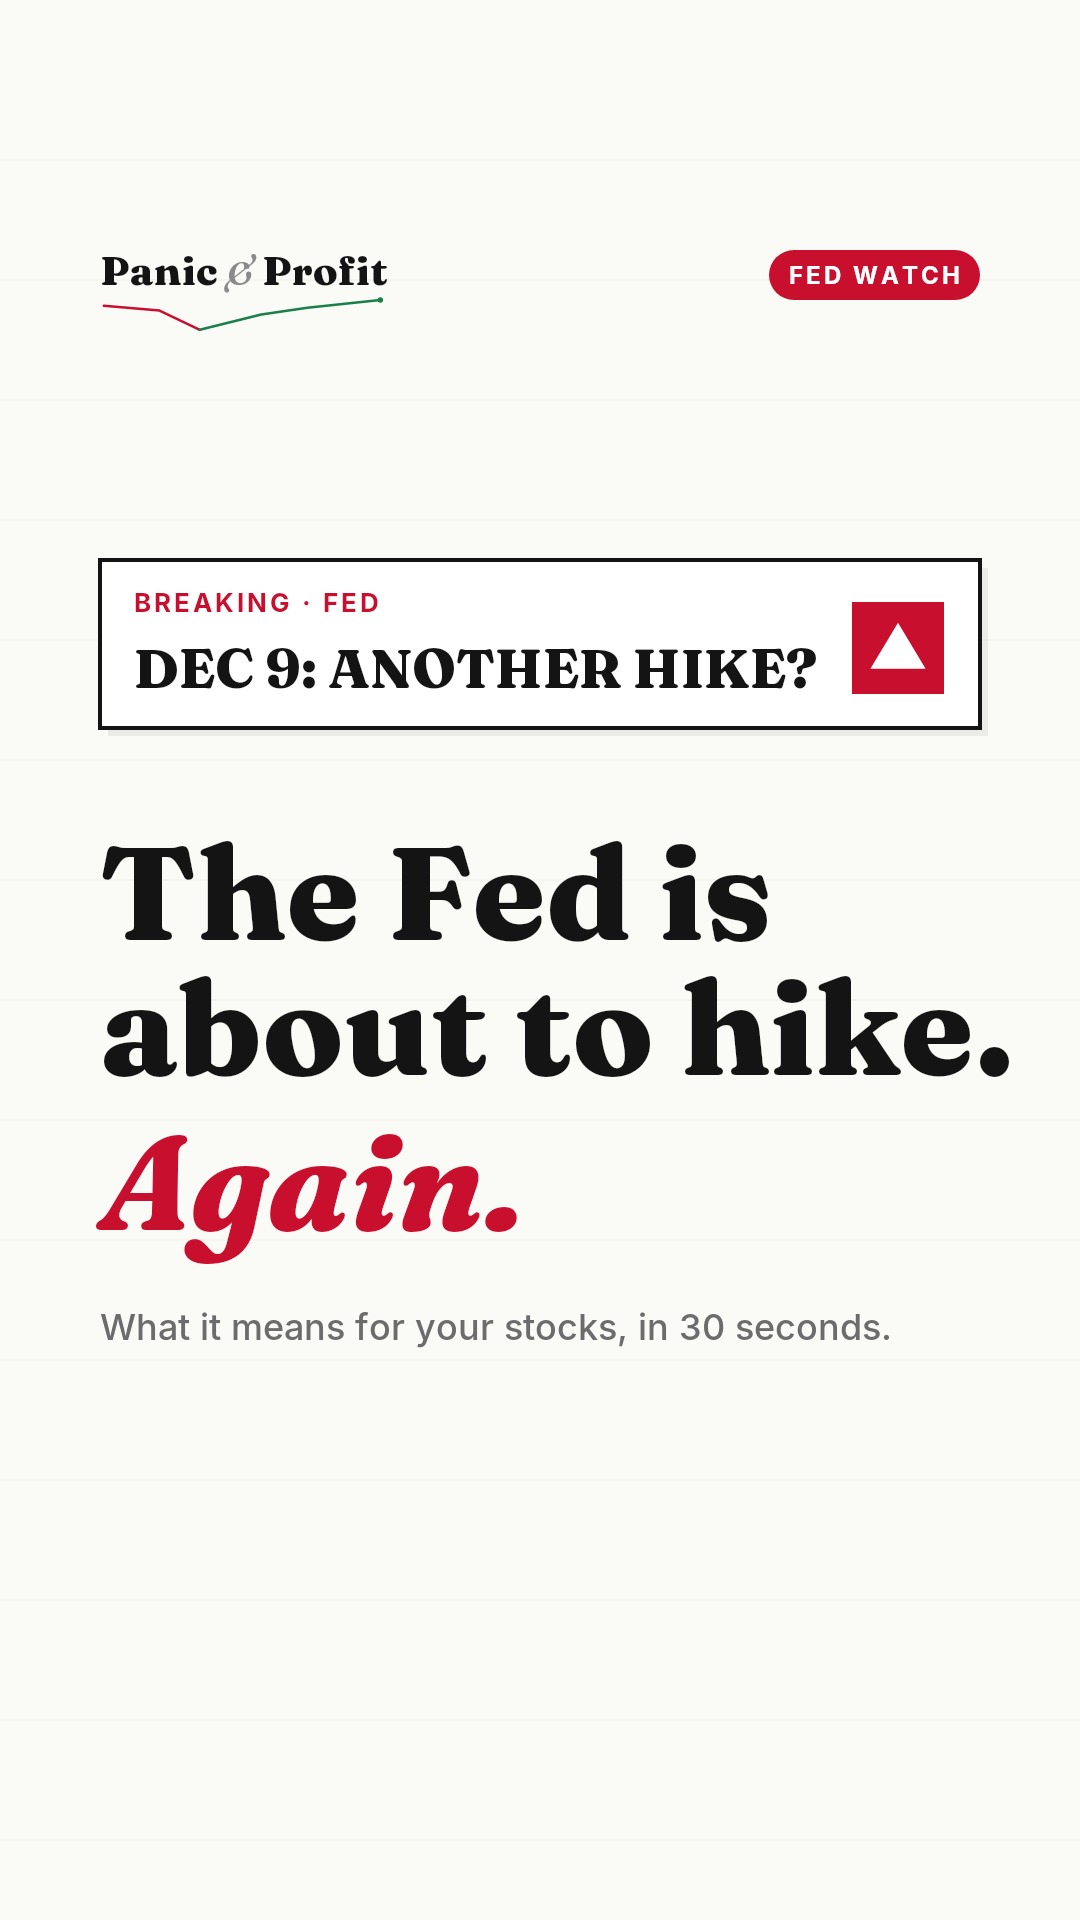 Panic & Profit
FED WATCH
BREAKING · FED
DEC 9: ANOTHER HIKE?
The Fed is
about to hike.
Again.
What it means for your stocks, in 30 seconds.